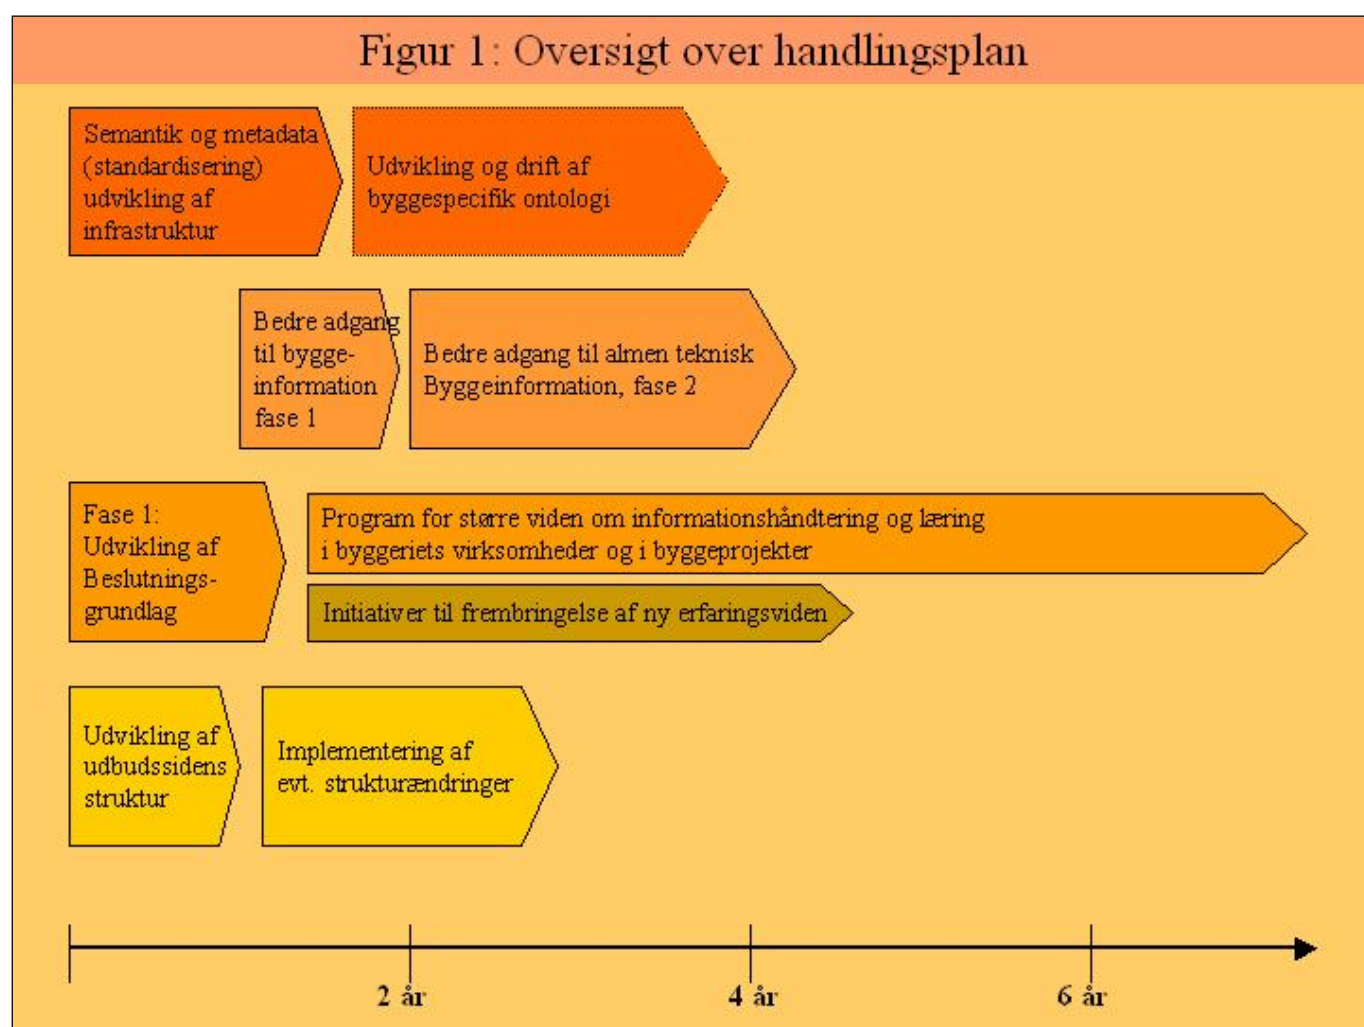 Figur 1: Oversigt over handlingsplan
Semantik og metadata
(standardisering)
udvikling af
infrastruktur
Udvikling og drift af
byggespecifik ontologi
Bedre adgang
til bygge-
information
fase 1
Bedre adgang til almen teknisk
Byggeinformation, fase 2
Fase 1:
Udvikling af
Beslutnings-
grundlag
Program for større viden om informationshåndtering og læring
i byggeriets virksomheder og i byggeprojekter
Initiativer til frembringelse af ny erfaringsviden
Udvikling af
udbudssidens
struktur
Implementering af
evt. strukturændringer
2 år
4 år
6 år